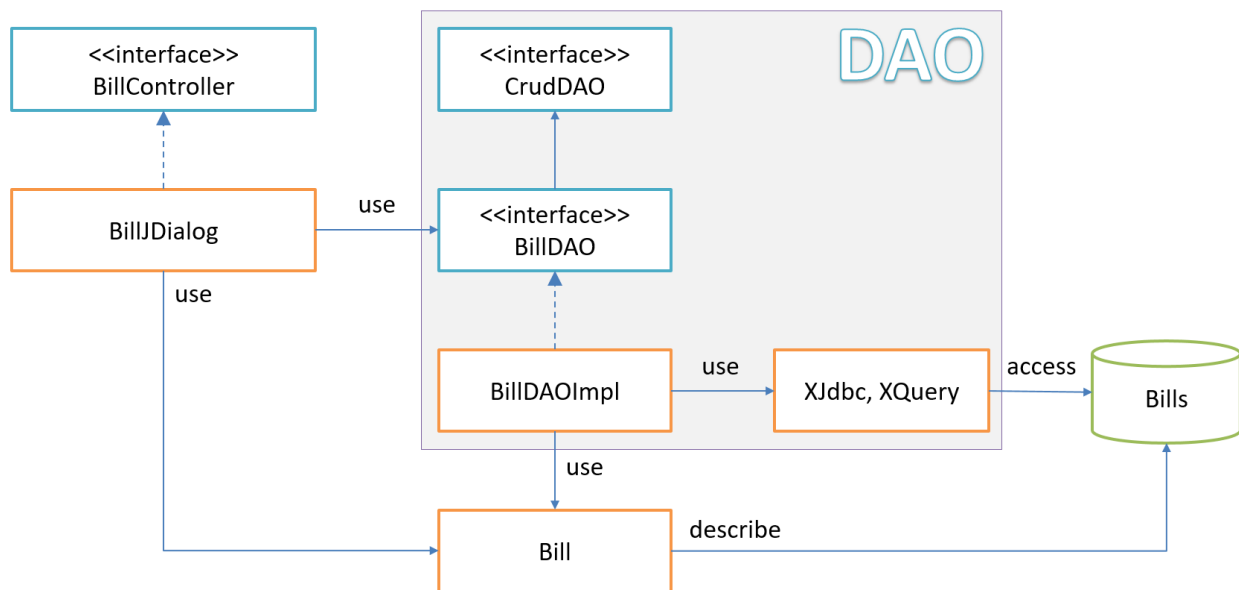 <<interface>>
BillController
<<interface>>
CrudDAO
DAO
BillJDialog
use
<<interface>>
BillDAO
use
BillDAOImpl
use
XJdbc, XQuery
access
Bills
use
Bill
describe